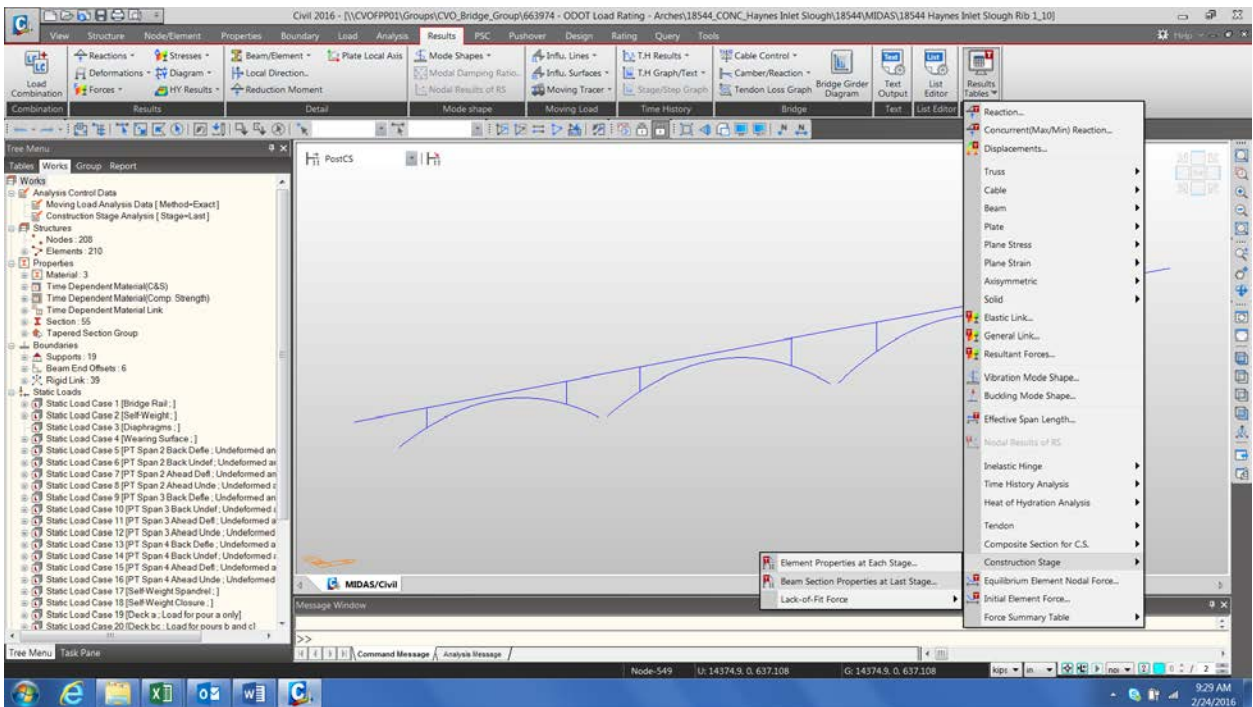 Civil 2016 - [\\CVOFPP01\Groups\CVO_Bridge_Group\663974 - ODOT Load Rating - Arches\18544_CONC_Haynes Inlet Slough\18544\MIDAS\18544 Haynes Inlet Slough Rib 1_10]
View Structure Node/Element Properties Boundary Load Analysis Results PSC Pushover Design Rating Query Tools Help
Load Combination
Reactions
Deformations
Forces
Stresses
Diagram
HY Results
Beam/Element
Local Direction..
Reduction Moment
Plate Local Axis
Mode Shapes
Modal Damping Ratio..
Nodal Results of RS
Influ. Lines
Influ. Surfaces
Moving Tracer
T.H Results
T.H Graph/Text
Stage/Step Graph
Cable Control
Camber/Reaction
Tendon Loss Graph
Bridge Girder Diagram
Text Output
List Editor
Results Tables
Combination Results Detail Mode shape Moving Load Time History Bridge Text List Editor
Tree Menu
Tables Works Group Report
Works
Analysis Control Data
Moving Load Analysis Data [ Method=Exact ]
Construction Stage Analysis [ Stage=Last ]
Structures
Nodes : 208
Elements : 210
Properties
Material : 3
Time Dependent Material(C&S)
Time Dependent Material(Comp. Strength)
Time Dependent Material Link
Section : 55
Tapered Section Group
Boundaries
Supports : 19
Beam End Offsets : 6
Rigid Link : 39
Static Loads
Static Load Case 1 [Bridge Rail ; ]
Static Load Case 2 [Self-Weight ; ]
Static Load Case 3 [Diaphragms ; ]
Static Load Case 4 [Wearing Surface ; ]
Static Load Case 5 [PT Span 2 Back Defle ; Undeformed an
Static Load Case 6 [PT Span 2 Back Undef ; Undeformed an
Static Load Case 7 [PT Span 2 Ahead Defl ; Undeformed an
Static Load Case 8 [PT Span 2 Ahead Unde ; Undeformed a
Static Load Case 9 [PT Span 3 Back Defle ; Undeformed an
Static Load Case 10 [PT Span 3 Back Undef ; Undeformed a
Static Load Case 11 [PT Span 3 Ahead Defl ; Undeformed a
Static Load Case 12 [PT Span 3 Ahead Unde ; Undeformed
Static Load Case 13 [PT Span 4 Back Defle ; Undeformed a
Static Load Case 14 [PT Span 4 Back Undef ; Undeformed a
Static Load Case 15 [PT Span 4 Ahead Defl ; Undeformed a
Static Load Case 16 [PT Span 4 Ahead Unde ; Undeformed
Static Load Case 17 [Self-Weight Spandrel ; ]
Static Load Case 18 [Self-Weight Closure ; ]
Static Load Case 19 [Deck a ; Load for pour a only]
Static Load Case 20 [Deck bc ; Load for pours b and c]
Tree Menu Task Pane
PostCS
Reaction...
Concurrent(Max/Min) Reaction...
Displacements...
Truss
Cable
Beam
Plate
Plane Stress
Plane Strain
Axisymmetric
Solid
Elastic Link...
General Link...
Resultant Forces...
Vibration Mode Shape...
Buckling Mode Shape...
Effective Span Length...
Nodal Results of RS
Inelastic Hinge
Time History Analysis
Heat of Hydration Analysis
Tendon
Composite Section for C.S.
Construction Stage
Equilibrium Element Nodal Force...
Initial Element Force...
Force Summary Table
Element Properties at Each Stage...
Beam Section Properties at Last Stage...
Lack-of-Fit Force
MIDAS/Civil
Message Window
>>
Command Message Analysis Message
Node-549 U: 14374.9, 0, 637.108 G: 14374.9, 0, 637.108 kips in non 2 0 : / 2
9:29 AM
2/24/2016